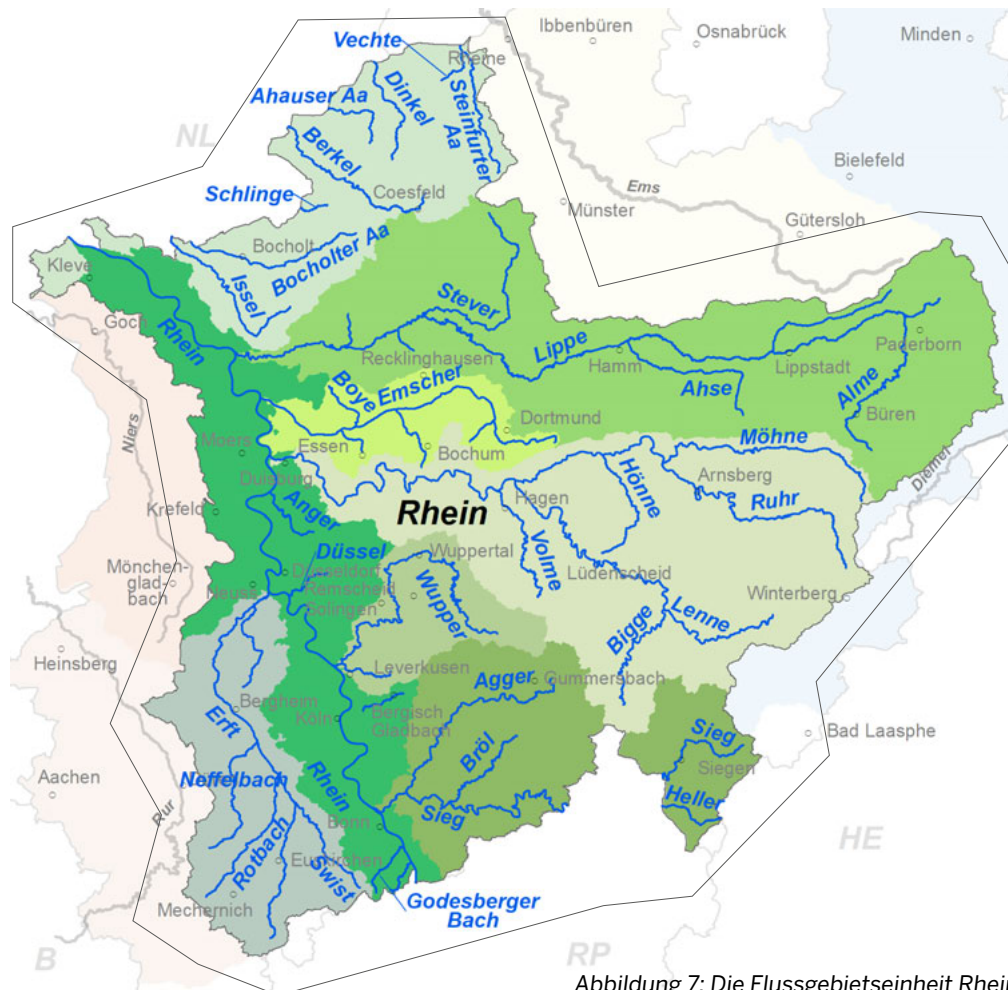 Ibbenbüren
Osnabrück
Minden
Vechte
Rheine
Ahauser Aa
Dinkel
Steinfurter
Aa
NL
Berkel
Bielefeld
Schlinge
Coesfeld
Ems
Münster
Gütersloh
Bocholt
Bocholter Aa
Kleve
Issel
Stever
Goch
Rhein
Lippe
Paderborn
Recklinghausen
Hamm
Lippstadt
Boye
Emscher
Ahse
Alme
Büren
Niers
Dortmund
Moers
Essen
Bochum
Möhne
Diemel
Duisburg
Arnsberg
Hönne
Ruhr
Krefeld
Anger
Rhein
Hagen
Volme
Düssel
Wuppertal
Mönchen-
glad-
bach
Düsseldorf
Neuss
Remscheid
Solingen
Wupper
Lüdenscheid
Winterberg
Lenne
Bigge
Heinsberg
Leverkusen
Agger
Gummersbach
Bergheim
Köln
Bergisch
Gladbach
Erft
Bröl
Sieg
Siegen
Bad Laasphe
Aachen
Neffelbach
Rhein
Heller
Rur
Bonn
Sieg
HE
Rotbach
Euskirchen
Swist
Mechernich
Godesberger
Bach
B
RP
Abbildung 7: Die Flussgebietseinheit Rhei